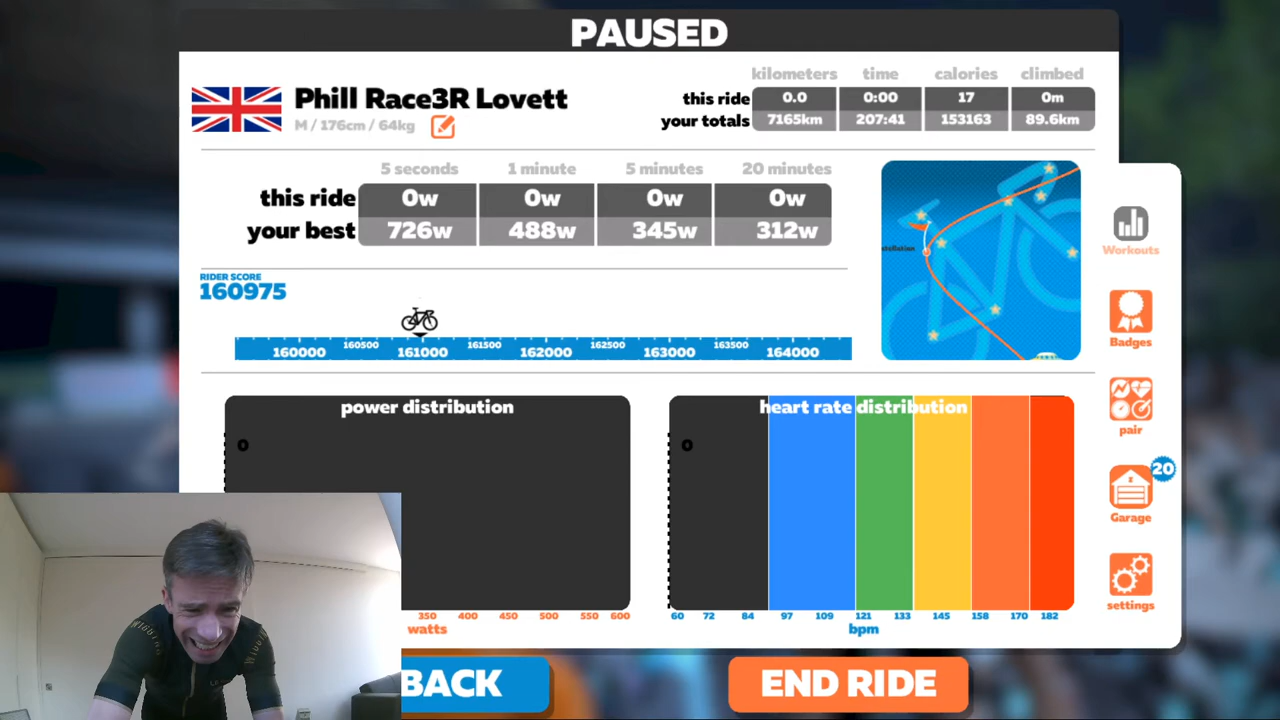 PAUSED
Phill Race3R Lovett
M / 176cm / 64kg
kilometers time calories climbed
this ride 0.0 0:00 17 0m
your totals 7165km 207:41 153163 89.6km
5 seconds 1 minute 5 minutes 20 minutes
this ride 0w 0w 0w 0w
your best 726w 488w 345w 312w
RIDER SCORE
160975
160000 160500 161000 161500 162000 162500 163000 163500 164000
Workouts
Badges
pair
20
Garage
settings
power distribution
0
350 400 450 500 550 600
watts
heart rate distribution
0
60 72 84 97 109 121 133 145 158 170 182
bpm
BACK
END RIDE